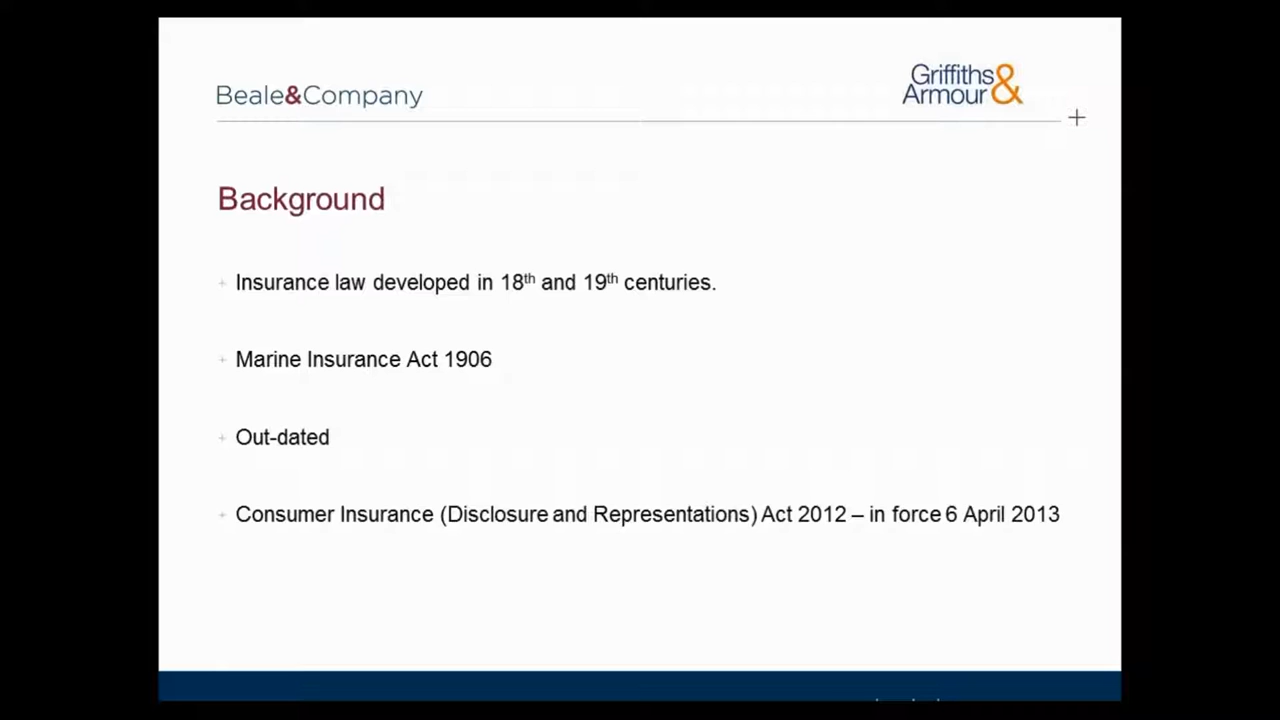 Beale&Company
Griffiths&
Armour
Background
Insurance law developed in 18th and 19th centuries.
Marine Insurance Act 1906
Out-dated
Consumer Insurance (Disclosure and Representations) Act 2012 – in force 6 April 2013